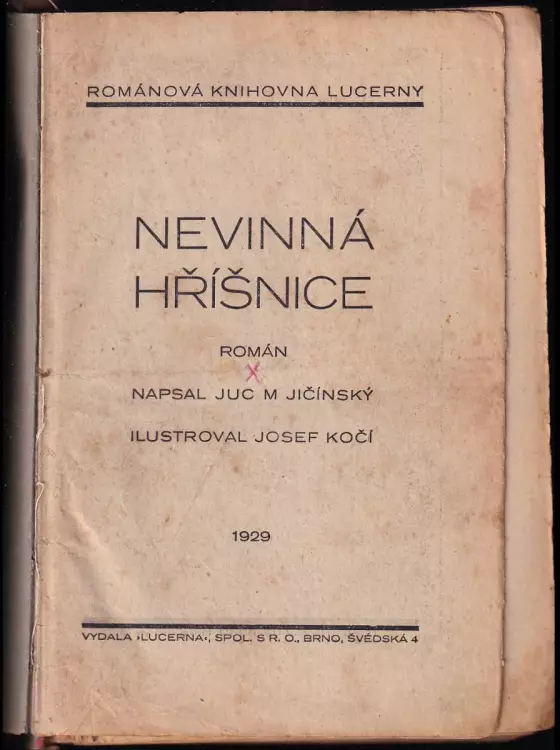 ROMÁNOVÁ KNIHOVNA LUCERNY
NEVINNÁ
HŘÍŠNICE
ROMÁN
X
NAPSAL JUC M JIČÍNSKÝ
ILUSTROVAL JOSEF KOČÍ
1929
VYDALA ›LUCERNA‹, SPOL. S R. O., BRNO, ŠVÉDSKÁ 4